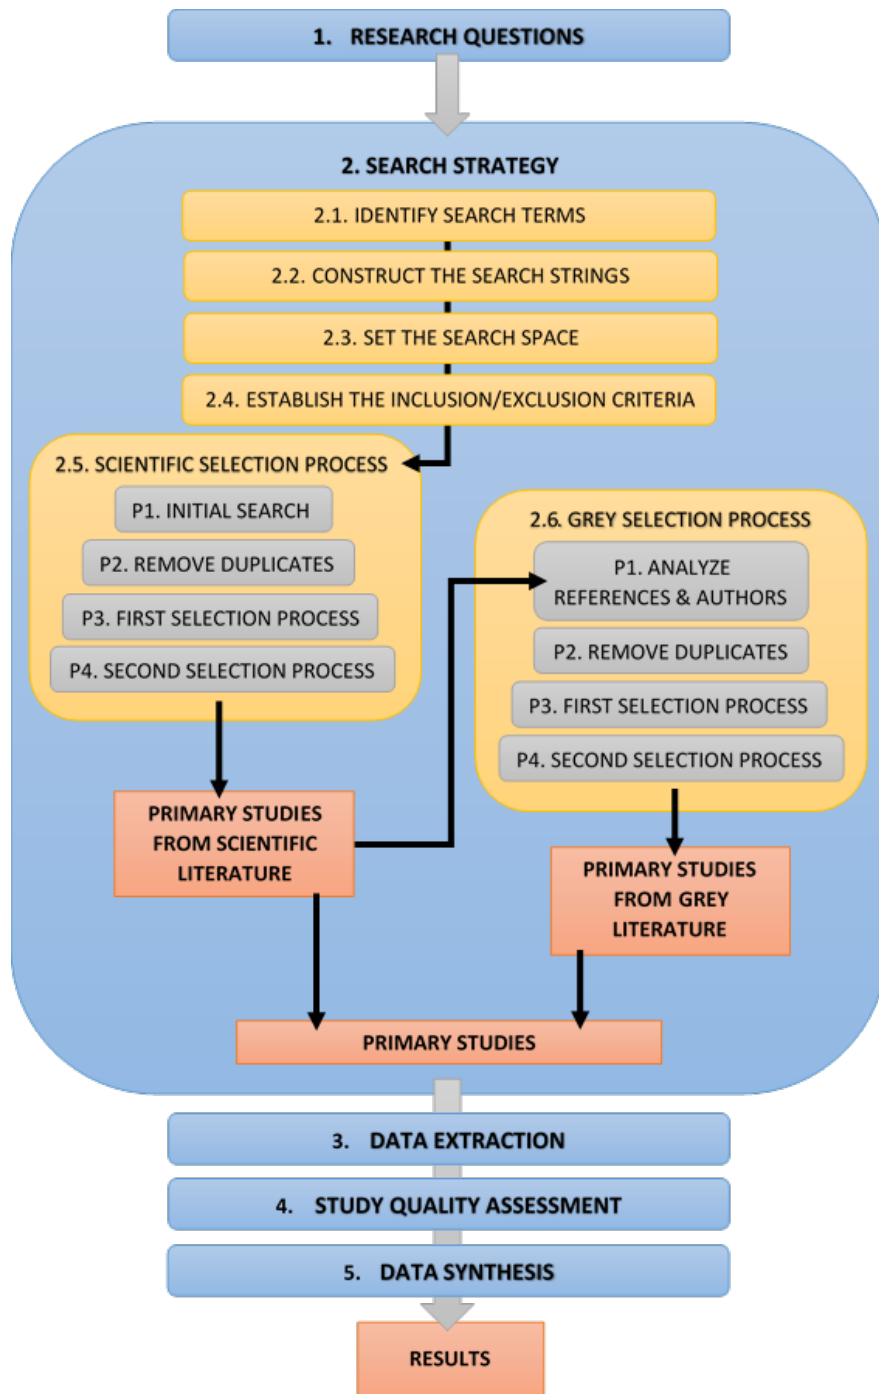 1. RESEARCH QUESTIONS
2. SEARCH STRATEGY
2.1. IDENTIFY SEARCH TERMS
2.2. CONSTRUCT THE SEARCH STRINGS
2.3. SET THE SEARCH SPACE
2.4. ESTABLISH THE INCLUSION/EXCLUSION CRITERIA
2.5. SCIENTIFIC SELECTION PROCESS
P1. INITIAL SEARCH
P2. REMOVE DUPLICATES
P3. FIRST SELECTION PROCESS
P4. SECOND SELECTION PROCESS
PRIMARY STUDIES
FROM SCIENTIFIC
LITERATURE
2.6. GREY SELECTION PROCESS
P1. ANALYZE
REFERENCES & AUTHORS
P2. REMOVE DUPLICATES
P3. FIRST SELECTION PROCESS
P4. SECOND SELECTION PROCESS
PRIMARY STUDIES
FROM GREY
LITERATURE
PRIMARY STUDIES
3. DATA EXTRACTION
4. STUDY QUALITY ASSESSMENT
5. DATA SYNTHESIS
RESULTS